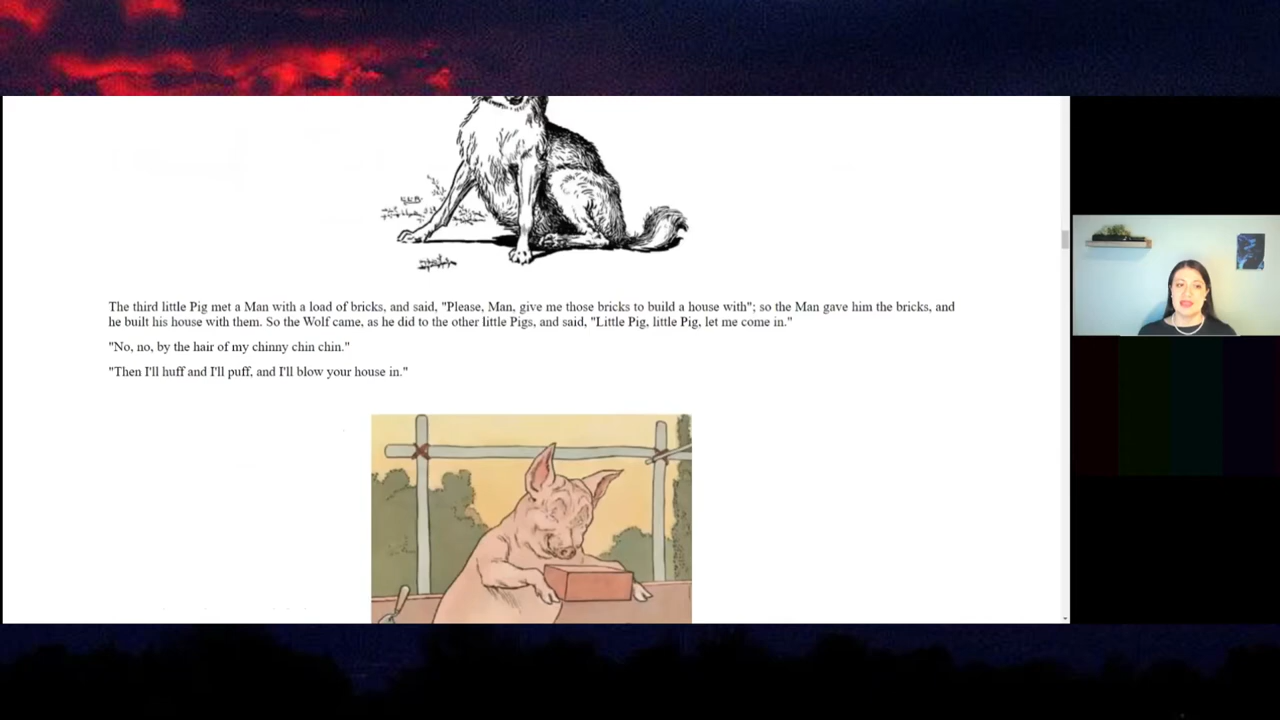 The third little Pig met a Man with a load of bricks, and said, "Please, Man, give me those bricks to build a house with"; so the Man gave him the bricks, and
he built his house with them. So the Wolf came, as he did to the other little Pigs, and said, "Little Pig, little Pig, let me come in."
"No, no, by the hair of my chinny chin chin."
"Then I'll huff and I'll puff, and I'll blow your house in."